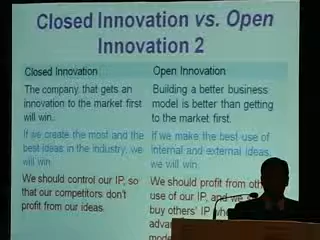 Closed Innovation vs. Open
Innovation 2
Closed Innovation
Open Innovation
The company that gets an
innovation to the market first
will win.
Building a better business
model is better than getting
to the market first.
If we create the most and the
best ideas in the industry, we
will win.
If we make the best use of
internal and external ideas,
we will win.
We should control our IP, so
that our competitors don't
profit from our ideas.
We should profit from
use of our IP, and we
buy others' IP